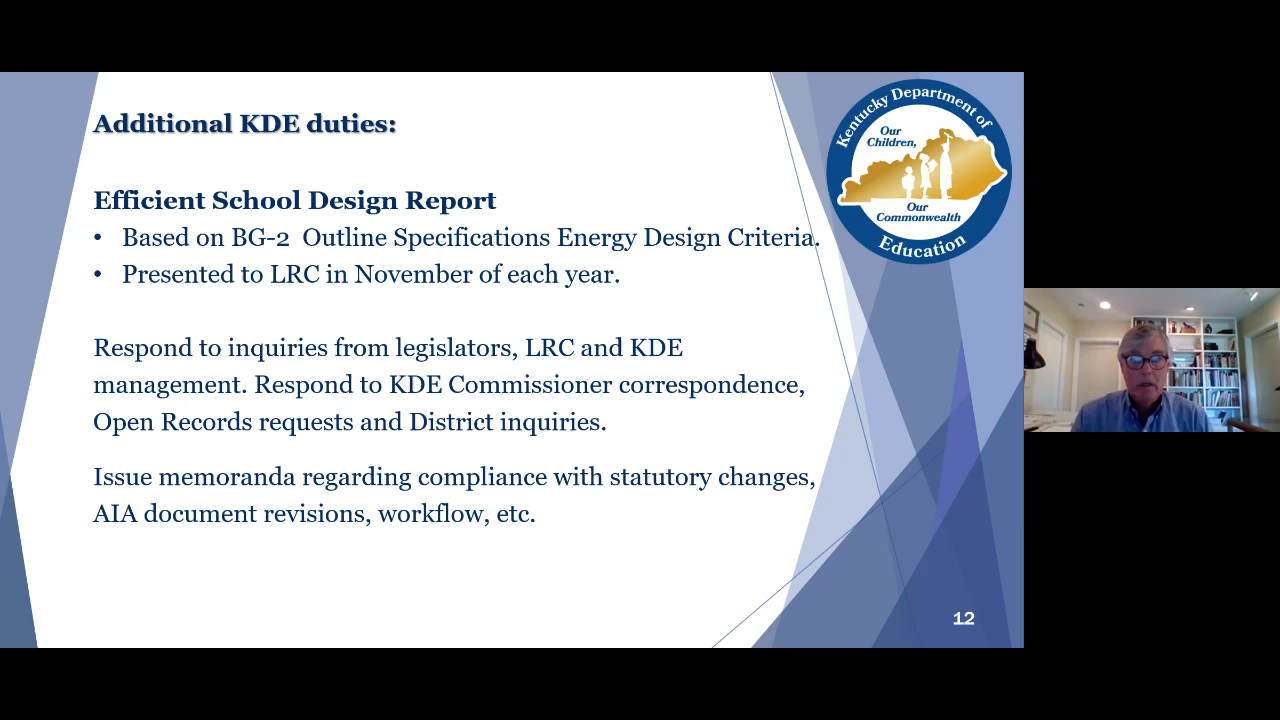 Additional KDE duties:
Efficient School Design Report
• Based on BG-2 Outline Specifications Energy Design Criteria.
• Presented to LRC in November of each year.
Respond to inquiries from legislators, LRC and KDE
management. Respond to KDE Commissioner correspondence,
Open Records requests and District inquiries.
Issue memoranda regarding compliance with statutory changes,
AIA document revisions, workflow, etc.
Kentucky Department of
Our
Children,
Our
Commonwealth
Education
12